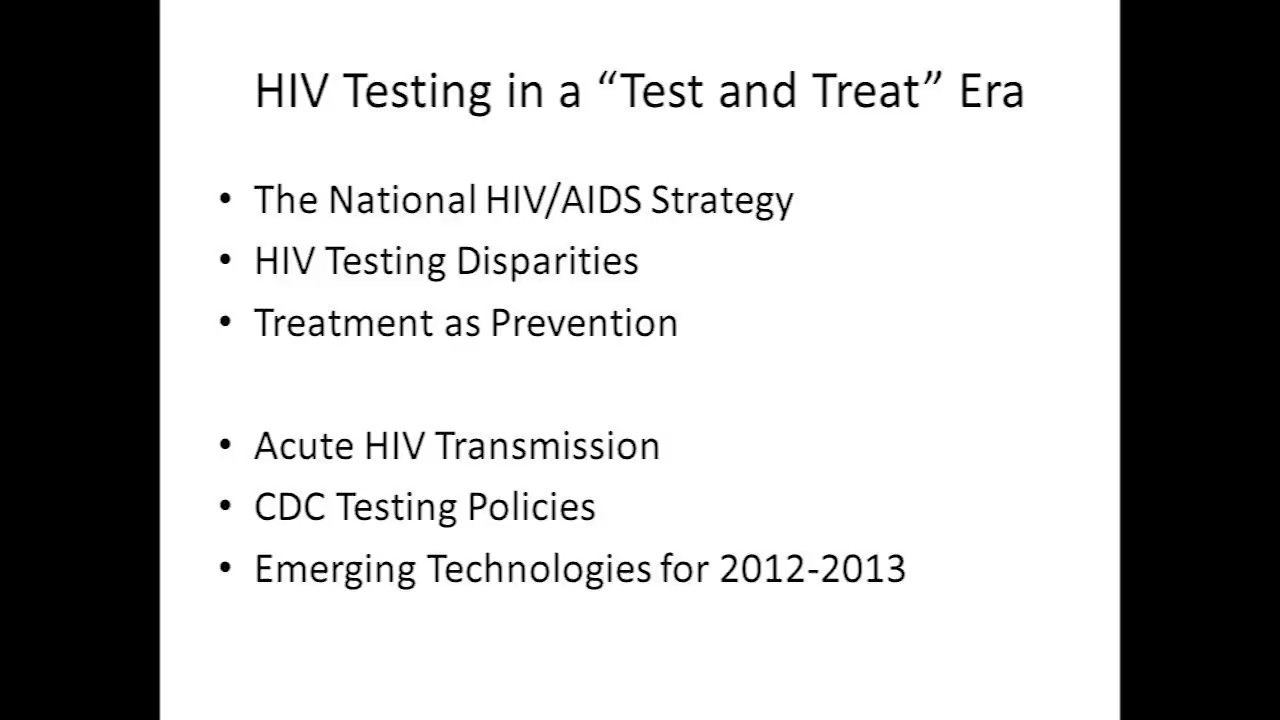 HIV Testing in a “Test and Treat” Era
• The National HIV/AIDS Strategy
• HIV Testing Disparities
• Treatment as Prevention
• Acute HIV Transmission
• CDC Testing Policies
• Emerging Technologies for 2012-2013